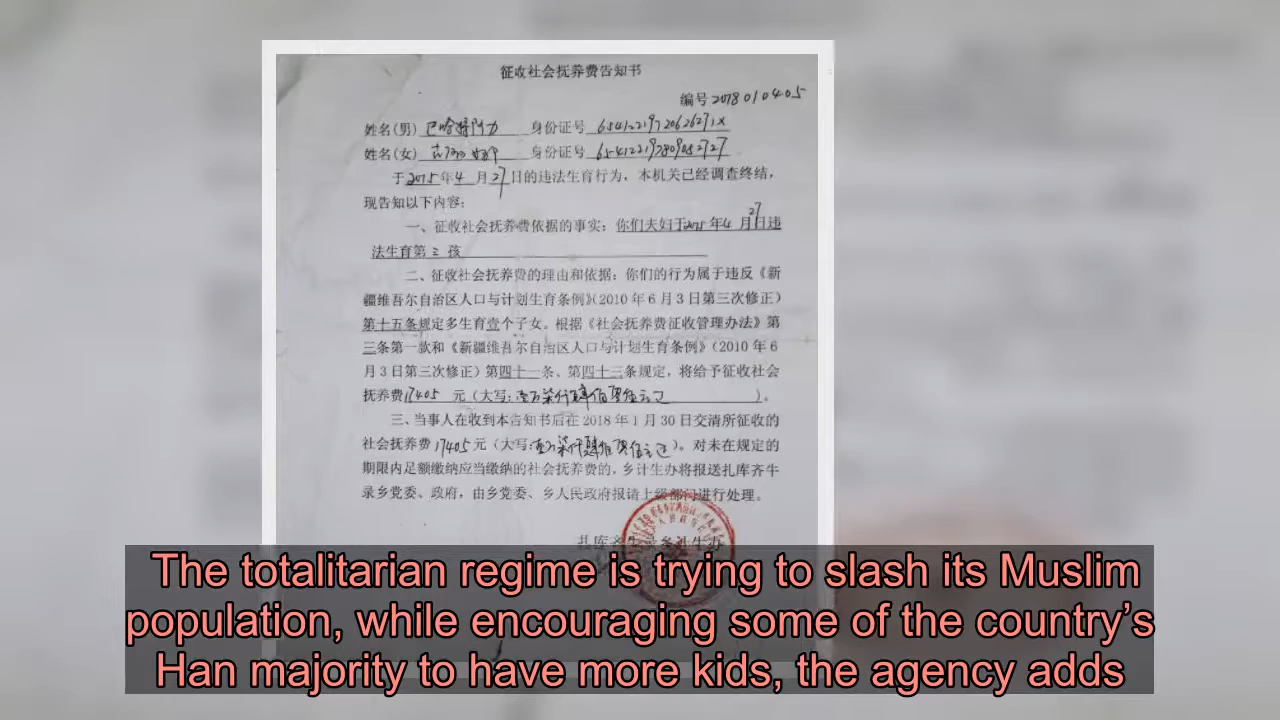 征收社会抚养费告知书
编号2018010405
姓名(男) 巴哈特阿力 身份证号
姓名(女) 身份证号
于2015年4月27日的违法生育行为、本机关已经调查终结，
现告知以下内容：
一、征收社会抚养费依据的事实：你们夫妇于2015年4月27日违
法生育第3孩
二、征收社会抚养费的理由和依据：你们的行为属于违反《新
疆维吾尔自治区人口与计划生育条例》(2010年6月3日第三次修正)
第十五条规定多生育壹个子女。根据《社会抚养费征收管理办法》第
三条第一款和《新疆维吾尔自治区人口与计划生育条例》(2010年6
月3日第三次修正)第四十一条、第四十三条规定，将给予征收社会
抚养费17405元(大写: )。
三、当事人在收到本告知书后在2018年1月30日交清所征收的
社会抚养费17405元(大写: )。对未在规定的
期限内足额缴纳应当缴纳的社会抚养费的，乡计生办将报送扎库齐牛
录乡党委、政府，由乡党委、乡人民政府报请上级部门进行处理。
The totalitarian regime is trying to slash its Muslim
population, while encouraging some of the country’s
Han majority to have more kids, the agency adds